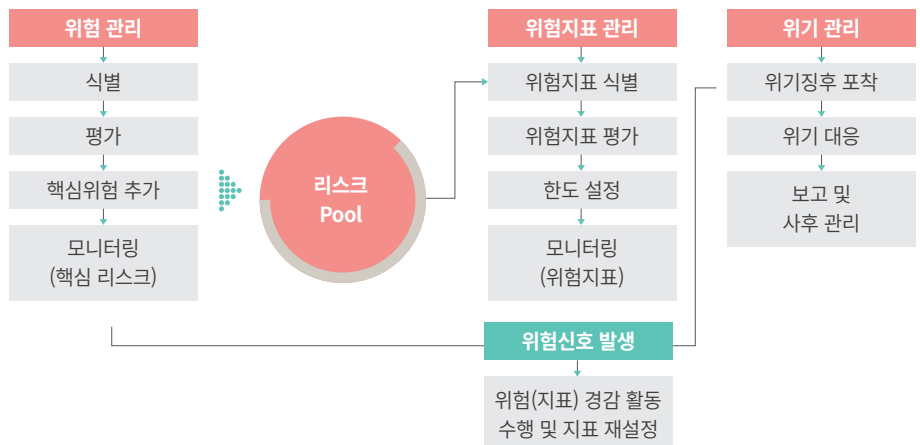 위험 관리
식별
평가
핵심위험 추가
모니터링
(핵심 리스크)
리스크
Pool
위험지표 관리
위험지표 식별
위험지표 평가
한도 설정
모니터링
(위험지표)
위기 관리
위기징후 포착
위기 대응
보고 및
사후 관리
위험신호 발생
위험(지표) 경감 활동
수행 및 지표 재설정